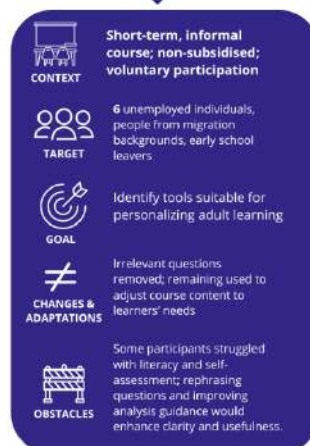 Short-term, informal
course; non-subsidised;
voluntary participation
CONTEXT
6 unemployed individuals,
people from migration
backgrounds, early school
leavers
TARGET
Identify tools suitable for
personalizing adult learning
GOAL
Irrelevant questions
removed; remaining used to
adjust course content to
learners' needs
CHANGES &
ADAPTATIONS
Some participants struggled
with literacy and self-
assessment; rephrasing
questions and improving
analysis guidance would
enhance clarity and usefulness.
OBSTACLES